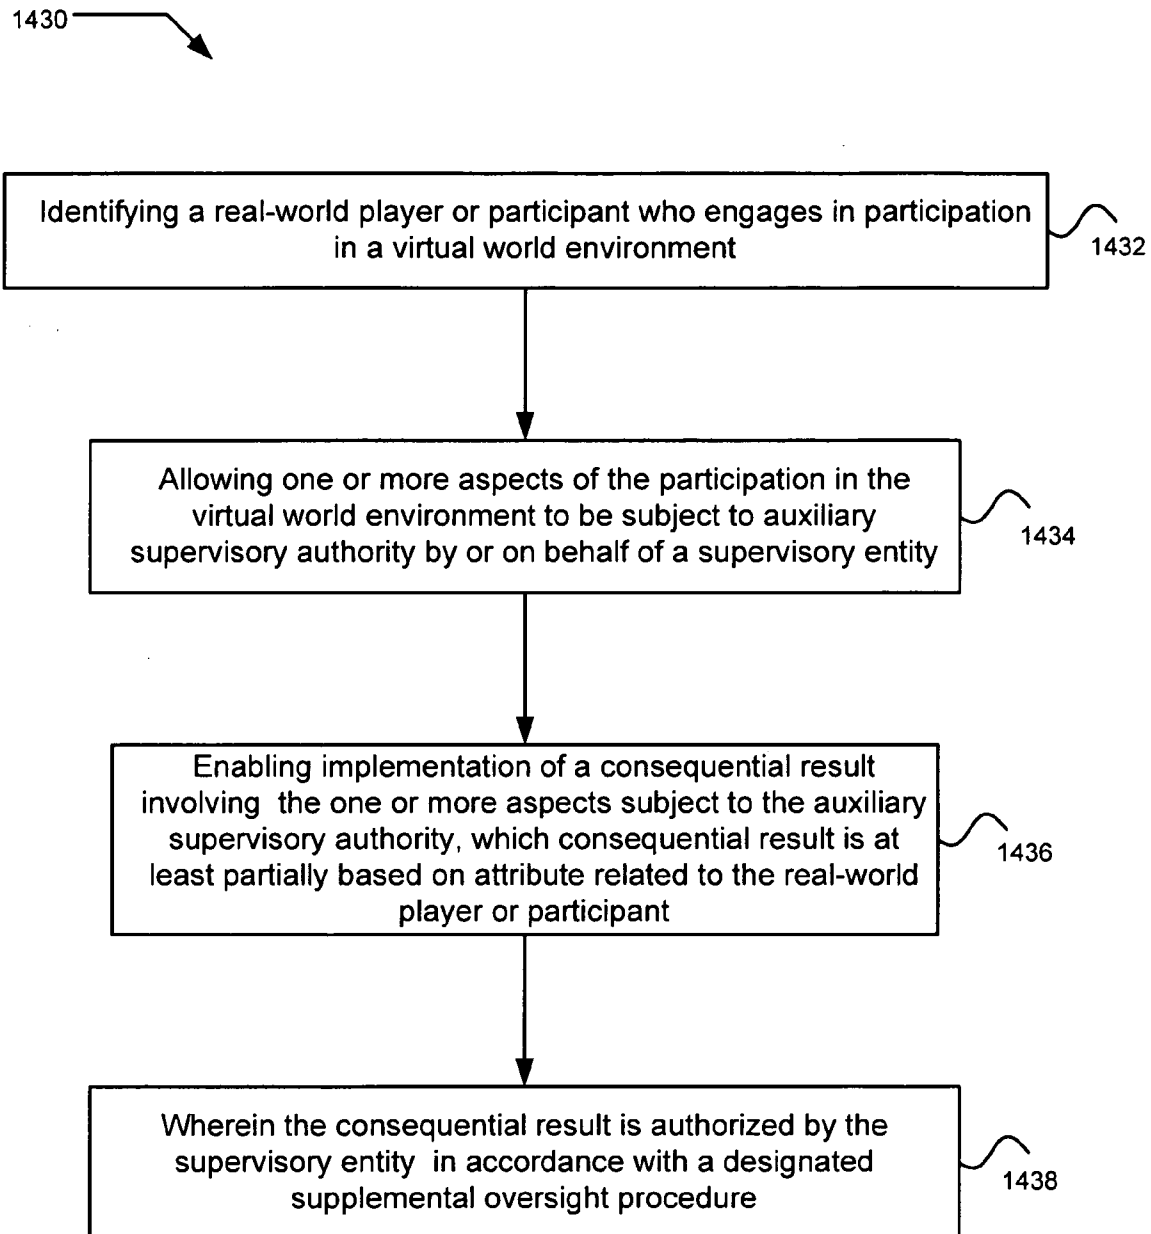 1430
Identifying a real-world player or participant who engages in participation
in a virtual world environment
1432
Allowing one or more aspects of the participation in the
virtual world environment to be subject to auxiliary
supervisory authority by or on behalf of a supervisory entity
1434
Enabling implementation of a consequential result
involving the one or more aspects subject to the auxiliary
supervisory authority, which consequential result is at
least partially based on attribute related to the real-world
player or participant
1436
Wherein the consequential result is authorized by the
supervisory entity in accordance with a designated
supplemental oversight procedure
1438